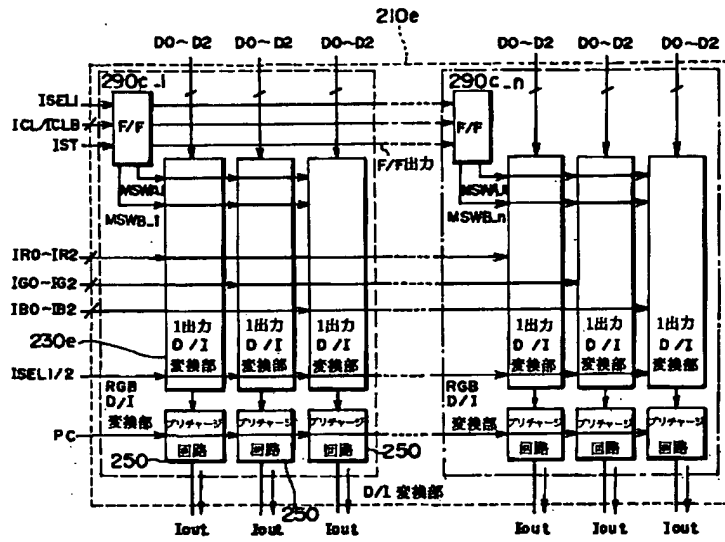 210e
D0~D2 D0~D2 D0~D2 D0~D2 D0~D2 D0~D2
290c_1 290c_n
ISEL1
ICL/ICLB
IST
F/F F/F
F/F出力
MSWA_1
MSWB_1
MSWB_n
IR0~IR2
IG0~IG2
IB0~IB2
1出力 D/I 変換部
1出力 D/I 変換部
1出力 D/I 変換部
1出力 D/I 変換部
1出力 D/I 変換部
1出力 D/I 変換部
230e
ISEL1/2
RGB D/I 変換部
RGB D/I 変換部
PC
プリチャージ回路
プリチャージ回路
プリチャージ回路
プリチャージ回路
プリチャージ回路
プリチャージ回路
250 250 250
D/I 変換部
Iout Iout Iout Iout Iout Iout